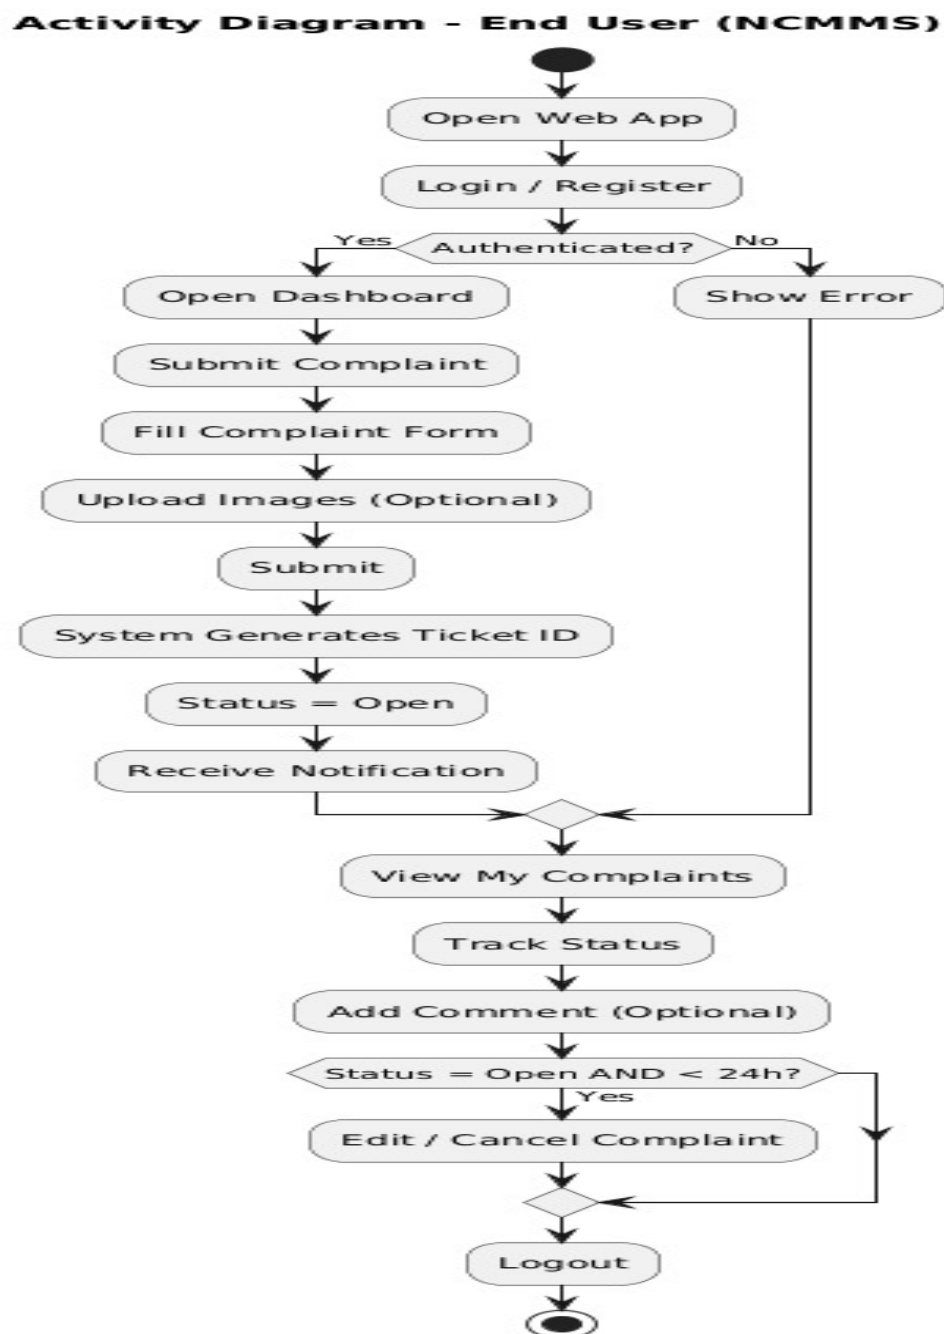 Activity Diagram - End User (NCMMS)
Open Web App
Login / Register
Yes
Authenticated?
No
Open Dashboard
Show Error
Submit Complaint
Fill Complaint Form
Upload Images (Optional)
Submit
System Generates Ticket ID
Status = Open
Receive Notification
View My Complaints
Track Status
Add Comment (Optional)
Status = Open AND < 24h?
Yes
Edit / Cancel Complaint
Logout